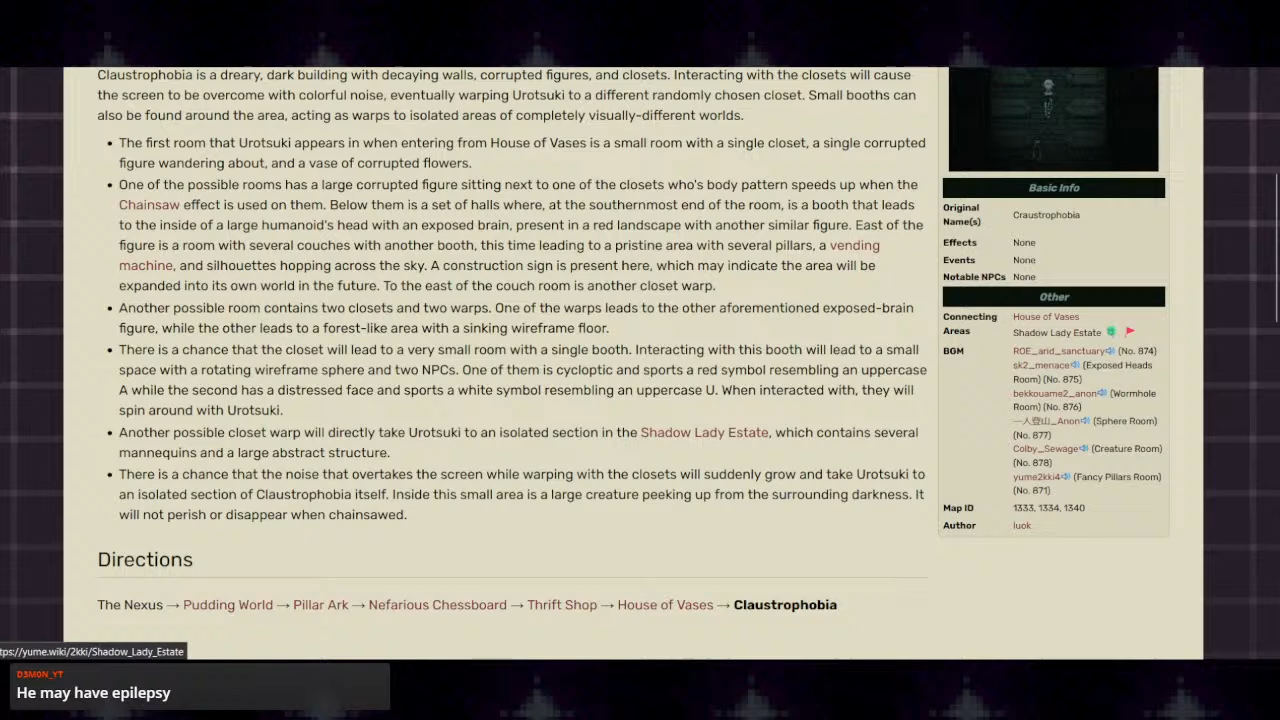 Claustrophobia is a dreary, dark building with decaying walls, corrupted figures, and closets. Interacting with the closets will cause
the screen to be overcome with colorful noise, eventually warping Urotsuki to a different randomly chosen closet. Small booths can
also be found around the area, acting as warps to isolated areas of completely visually-different worlds.
• The first room that Urotsuki appears in when entering from House of Vases is a small room with a single closet, a single corrupted
figure wandering about, and a vase of corrupted flowers.
• One of the possible rooms has a large corrupted figure sitting next to one of the closets who's body pattern speeds up when the
Chainsaw effect is used on them. Below them is a set of halls where, at the southernmost end of the room, is a booth that leads
to the inside of a large humanoid's head with an exposed brain, present in a red landscape with another similar figure. East of the
figure is a room with several couches with another booth, this time leading to a pristine area with several pillars, a vending
machine, and silhouettes hopping across the sky. A construction sign is present here, which may indicate the area will be
expanded into its own world in the future. To the east of the couch room is another closet warp.
• Another possible room contains two closets and two warps. One of the warps leads to the other aforementioned exposed-brain
figure, while the other leads to a forest-like area with a sinking wireframe floor.
• There is a chance that the closet will lead to a very small room with a single booth. Interacting with this booth will lead to a small
space with a rotating wireframe sphere and two NPCs. One of them is cycloptic and sports a red symbol resembling an uppercase
A while the second has a distressed face and sports a white symbol resembling an uppercase U. When interacted with, they will
spin around with Urotsuki.
• Another possible closet warp will directly take Urotsuki to an isolated section in the Shadow Lady Estate, which contains several
mannequins and a large abstract structure.
• There is a chance that the noise that overtakes the screen while warping with the closets will suddenly grow and take Urotsuki to
an isolated section of Claustrophobia itself. Inside this small area is a large creature peeking up from the surrounding darkness. It
will not perish or disappear when chainsawed.
Directions
The Nexus → Pudding World → Pillar Ark → Nefarious Chessboard → Thrift Shop → House of Vases → Claustrophobia
Basic Info
Original
Name(s)
Craustrophobia
Effects None
Events None
Notable NPCs None
Other
Connecting
Areas
House of Vases
Shadow Lady Estate
BGM
ROE_arid_sanctuary (No. 874)
sk2_menace (Exposed Heads
Room) (No. 875)
bekkouame2_anon (Wormhole
Room) (No. 876)
一人登山_Anon (Sphere Room)
(No. 877)
Colby_Sewage (Creature Room)
(No. 878)
yume2kki4 (Fancy Pillars Room)
(No. 871)
Map ID 1333, 1334, 1340
Author luok
tps://yume.wiki/2kki/Shadow_Lady_Estate
D3M0N_YT
He may have epilepsy